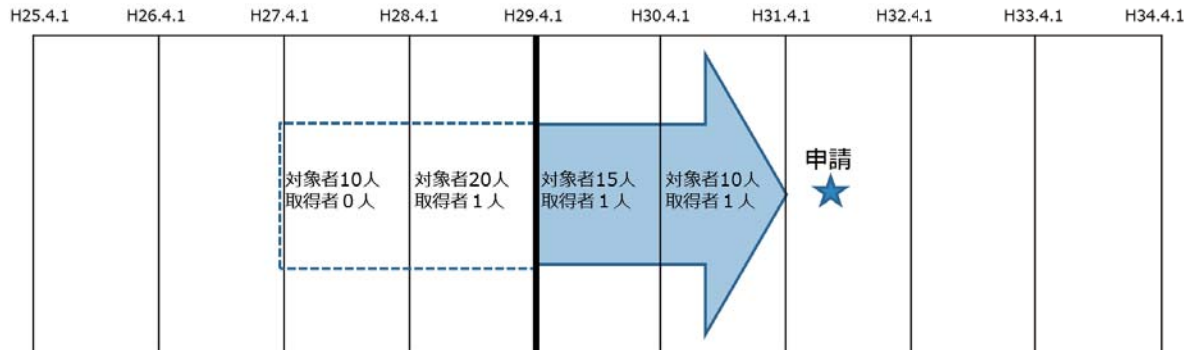 H25.4.1 H26.4.1 H27.4.1 H28.4.1 H29.4.1 H30.4.1 H31.4.1 H32.4.1 H33.4.1 H34.4.1
申請
対象者10人 対象者20人 対象者15人 対象者10人
取得者０人 取得者１人 取得者１人 取得者１人